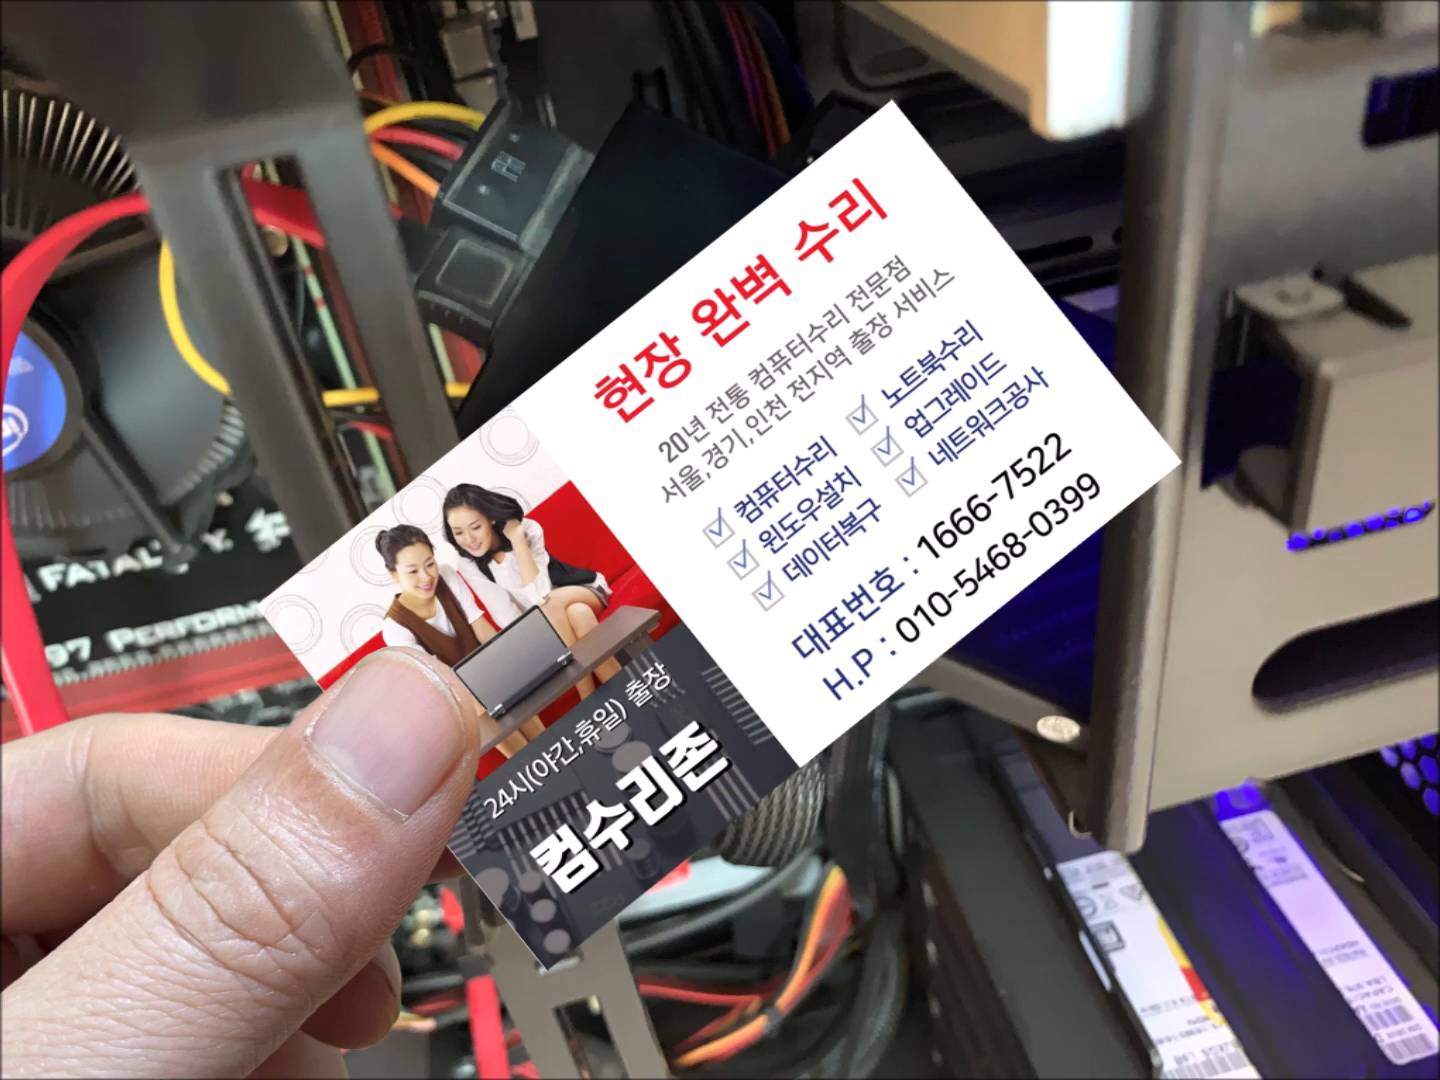 현장 완벽 수리
20년 전통 컴퓨터수리 전문점
서울,경기,인천 전지역 출장 서비스
컴퓨터수리
노트북수리
윈도우설치
업그레이드
데이터복구
네트워크공사
대표번호 : 1666-7522
H.P : 010-5468-0399
24시(야간,휴일) 출장
컴수리존
FATAL1TY
97 PERFORM